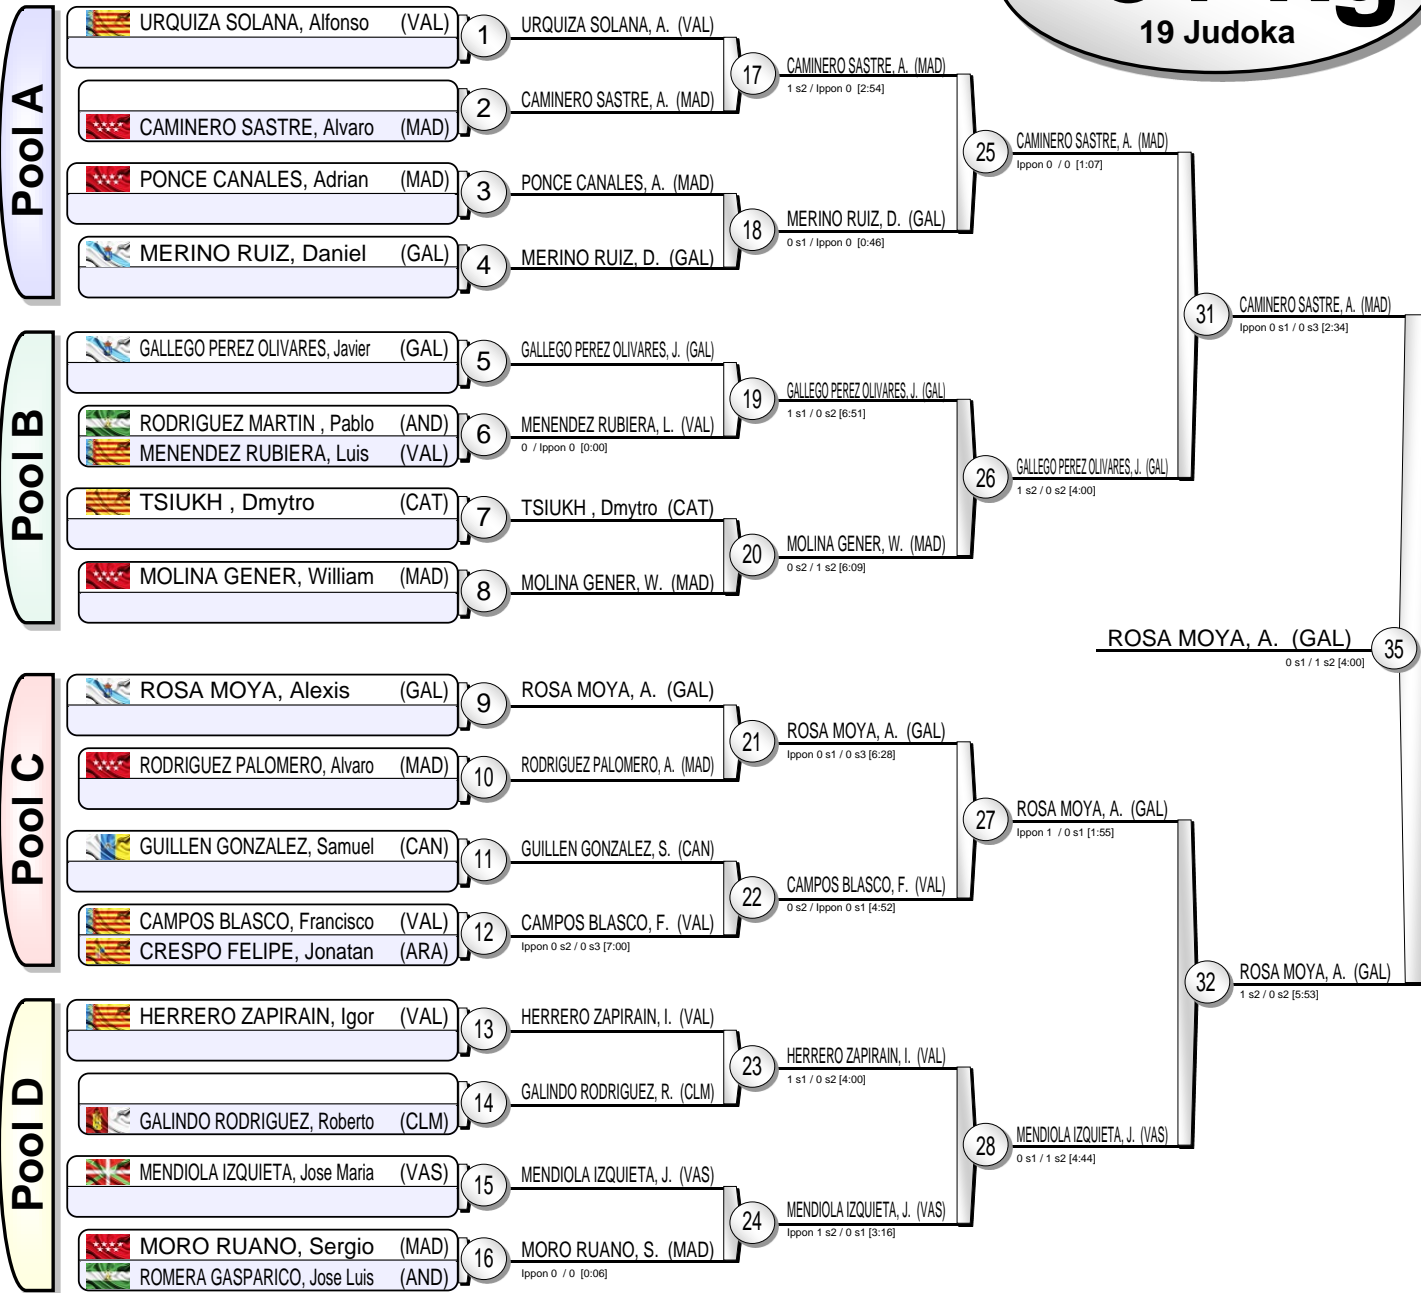 19 Judoka
Pool A
URQUIZA SOLANA, Alfonso (VAL)
1
CAMINERO SASTRE, Alvaro (MAD)
2
PONCE CANALES, Adrian (MAD)
3
MERINO RUIZ, Daniel (GAL)
4
Pool B
GALLEGO PEREZ OLIVARES, Javier (GAL)
5
RODRIGUEZ MARTIN , Pablo (AND)
MENENDEZ RUBIERA, Luis (VAL)
6
TSIUKH , Dmytro (CAT)
7
MOLINA GENER, William (MAD)
8
Pool C
ROSA MOYA, Alexis (GAL)
9
RODRIGUEZ PALOMERO, Alvaro (MAD)
10
GUILLEN GONZALEZ, Samuel (CAN)
11
CAMPOS BLASCO, Francisco (VAL)
CRESPO FELIPE, Jonatan (ARA)
12
Pool D
HERRERO ZAPIRAIN, Igor (VAL)
13
GALINDO RODRIGUEZ, Roberto (CLM)
14
MENDIOLA IZQUIETA, Jose Maria (VAS)
15
MORO RUANO, Sergio (MAD)
ROMERA GASPARICO, Jose Luis (AND)
16
URQUIZA SOLANA, A. (VAL)
CAMINERO SASTRE, A. (MAD)
17
PONCE CANALES, A. (MAD)
MERINO RUIZ, D. (GAL)
18
GALLEGO PEREZ OLIVARES, J. (GAL)
MENENDEZ RUBIERA, L. (VAL)
0 / Ippon 0 [0:00]
19
TSIUKH , Dmytro (CAT)
MOLINA GENER, W. (MAD)
20
ROSA MOYA, A. (GAL)
RODRIGUEZ PALOMERO, A. (MAD)
21
GUILLEN GONZALEZ, S. (CAN)
CAMPOS BLASCO, F. (VAL)
Ippon 0 s2 / 0 s3 [7:00]
22
HERRERO ZAPIRAIN, I. (VAL)
GALINDO RODRIGUEZ, R. (CLM)
23
MENDIOLA IZQUIETA, J. (VAS)
MORO RUANO, S. (MAD)
Ippon 0 / 0 [0:06]
24
CAMINERO SASTRE, A. (MAD)
1 s2 / Ippon 0 [2:54]
MERINO RUIZ, D. (GAL)
0 s1 / Ippon 0 [0:46]
25
GALLEGO PEREZ OLIVARES, J. (GAL)
1 s1 / 0 s2 [6:51]
MOLINA GENER, W. (MAD)
0 s2 / 1 s2 [6:09]
26
ROSA MOYA, A. (GAL)
Ippon 0 s1 / 0 s3 [6:28]
CAMPOS BLASCO, F. (VAL)
0 s2 / Ippon 0 s1 [4:52]
27
HERRERO ZAPIRAIN, I. (VAL)
1 s1 / 0 s2 [4:00]
MENDIOLA IZQUIETA, J. (VAS)
Ippon 1 s2 / 0 s1 [3:16]
28
CAMINERO SASTRE, A. (MAD)
Ippon 0 / 0 [1:07]
GALLEGO PEREZ OLIVARES, J. (GAL)
1 s2 / 0 s2 [4:00]
31
ROSA MOYA, A. (GAL)
Ippon 1 / 0 s1 [1:55]
MENDIOLA IZQUIETA, J. (VAS)
0 s1 / 1 s2 [4:44]
32
CAMINERO SASTRE, A. (MAD)
Ippon 0 s1 / 0 s3 [2:34]
ROSA MOYA, A. (GAL)
1 s2 / 0 s2 [5:53]
ROSA MOYA, A. (GAL)
0 s1 / 1 s2 [4:00]
35